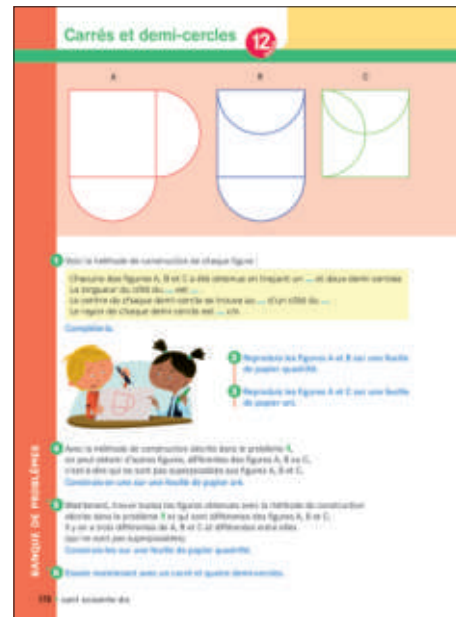 Carrés et demi-cercles 12
A B C
1 Voici la méthode de construction de chaque figure :
Chacune des figures A, B et C a été obtenue en traçant un ... et deux demi-cercles.
La longueur du côté du ... est ...
Le centre de chaque demi-cercle se trouve au ... d'un côté du ...
Le rayon de chaque demi-cercle est ... cm.
Complète-la.
2 Reproduis les figures A et B sur une feuille
de papier quadrillé.
3 Reproduis les figures A et C sur une feuille
de papier uni.
4 Avec la méthode de construction décrite dans le problème 1,
on peut obtenir d'autres figures, différentes des figures A, B ou C,
c'est-à-dire qui ne sont pas superposables aux figures A, B et C.
Construis-en une sur une feuille de papier uni.
5 Maintenant, trouve toutes les figures obtenues avec la méthode de construction
décrite dans le problème 1 et qui sont différentes des figures A, B et C.
Il y en a trois différentes de A, B et C et différentes entre elles
(qui ne sont pas superposables).
Construis-les sur une feuille de papier quadrillé.
6 Essaie maintenant avec un carré et quatre demi-cercles.
BANQUE DE PROBLÈMES
cent soixante-dix